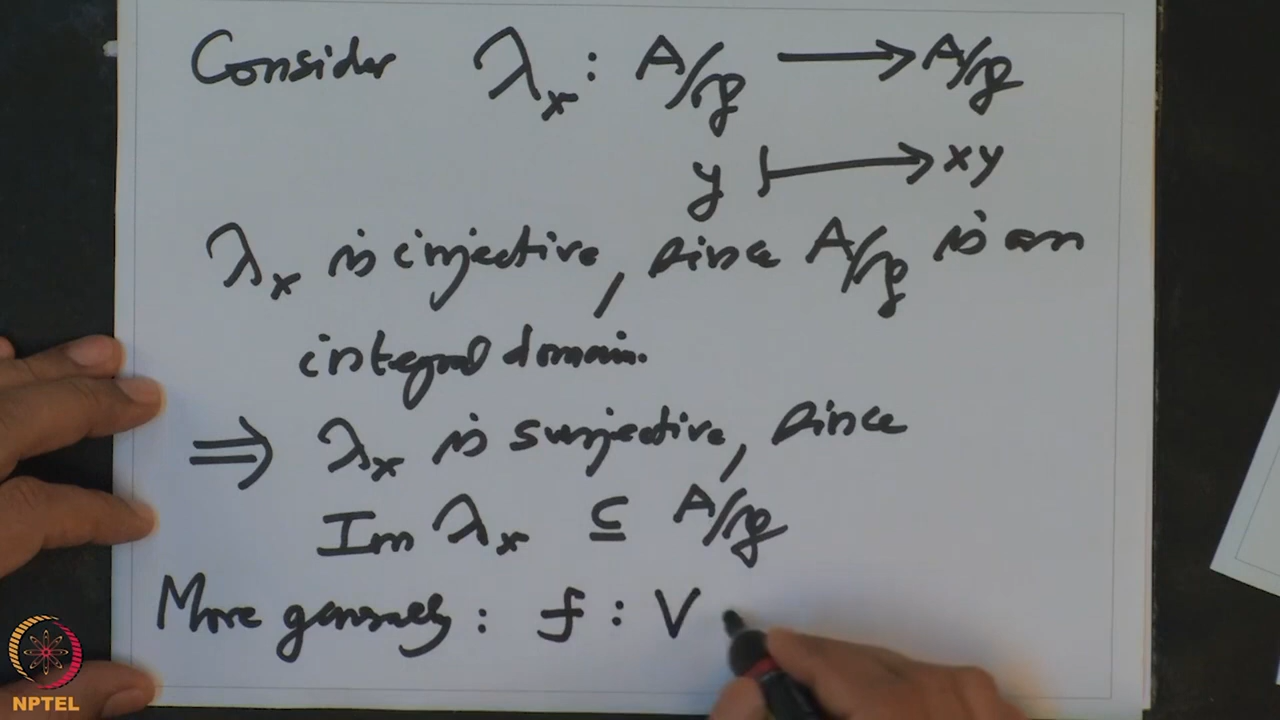 Consider λₓ : A/𝔭 ⟶ A/𝔭
y ⟼ xy
λₓ is injective, since A/𝔭 is an
integral domain.
⇒ λₓ is surjective, since
Im λₓ ⊆ A/𝔭
More generally : f : V
NPTEL